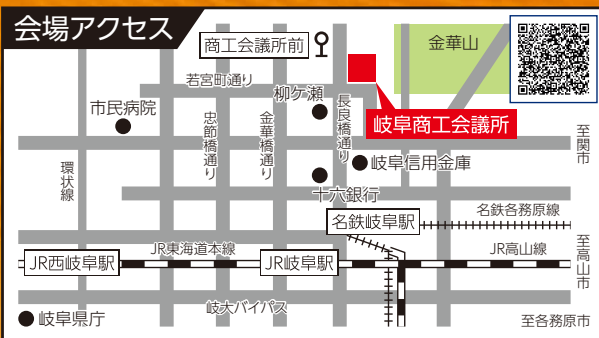 会場アクセス
商工会議所前
金華山
若宮町通り
柳ケ瀬
市民病院
岐阜商工会議所
長良橋通り
忠節橋通り
金華橋通り
至関市
環状線
岐阜信用金庫
十六銀行
名鉄岐阜駅
名鉄各務原線
JR東海道本線
JR高山線
至高山市
JR西岐阜駅
JR岐阜駅
岐大バイパス
岐阜県庁
至各務原市